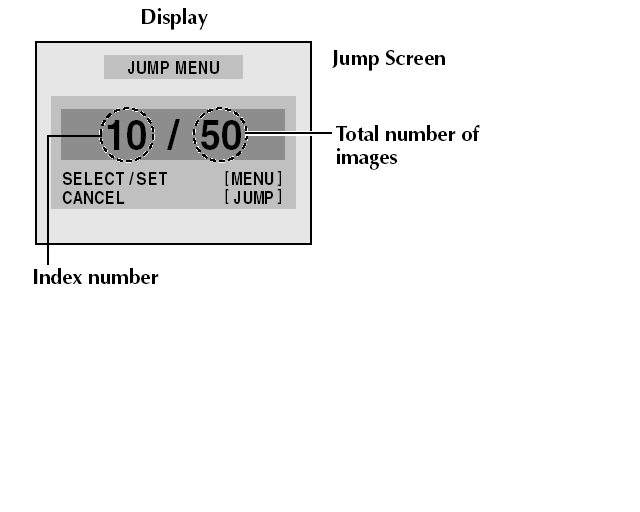 Display
JUMP MENU
Jump Screen
10 / 50
Total number of
images
SELECT / SET [MENU]
CANCEL [JUMP]
Index number